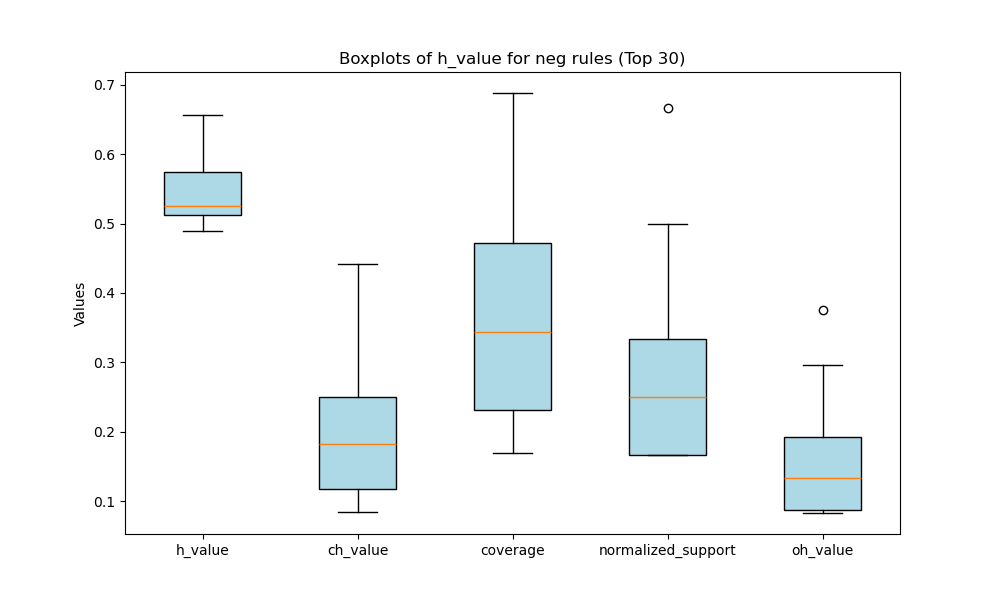 Boxplots of h_value for neg rules (Top 30)
Values
0.7
0.6
0.5
0.4
0.3
0.2
0.1
h_value
ch_value
coverage
normalized_support
oh_value